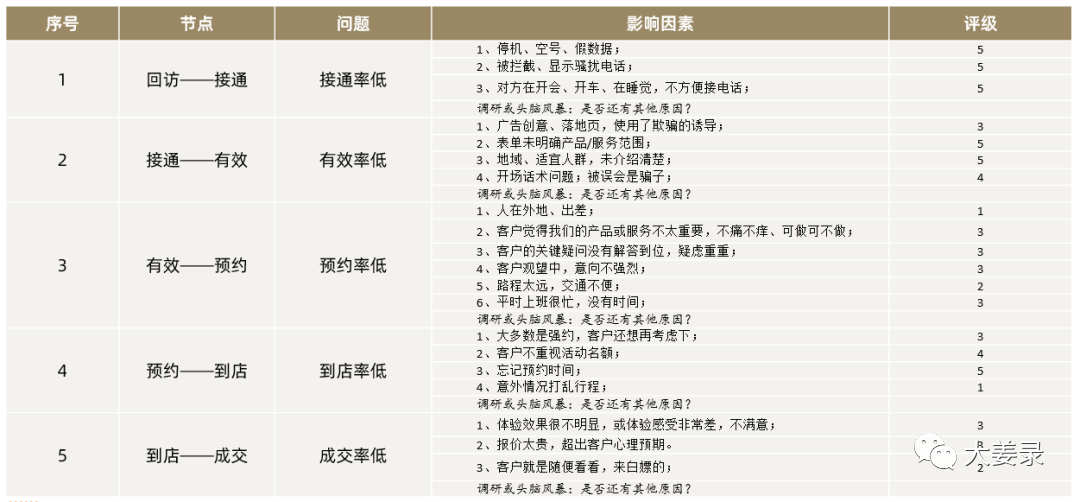 序号 节点 问题 影响因素 评级
1 回访——接通 接通率低
1、停机、空号、假数据； 5
2、被拦截、显示骚扰电话； 5
3、对方在开会、开车、在睡觉，不方便接电话； 5
调研或头脑风暴：是否还有其他原因？
2 接通——有效 有效率低
1、广告创意、落地页，使用了欺骗的诱导； 3
2、表单未明确产品/服务范围； 5
3、地域、适宜人群，未介绍清楚； 5
4、开场话术问题；被误会是骗子； 4
调研或头脑风暴：是否还有其他原因？
3 有效——预约 预约率低
1、人在外地、出差； 1
2、客户觉得我们的产品或服务不太重要，不痛不痒、可做可不做； 3
3、客户的关键疑问没有解答到位，疑虑重重； 3
4、客户观望中，意向不强烈； 3
5、路程太远，交通不便； 2
6、平时上班很忙，没有时间； 3
调研或头脑风暴：是否还有其他原因？
4 预约——到店 到店率低
1、大多数是强约，客户还想再考虑下； 3
2、客户不重视活动名额； 4
3、忘记预约时间； 5
4、意外情况打乱行程； 1
调研或头脑风暴：是否还有其他原因？
5 到店——成交 成交率低
1、体验效果很不明显，或体验感受非常差，不满意； 3
2、报价太贵，超出客户心理预期。
3、客户就是随便看看，来白嫖的； 2
调研或头脑风暴：是否还有其他原因？
大姜录
……